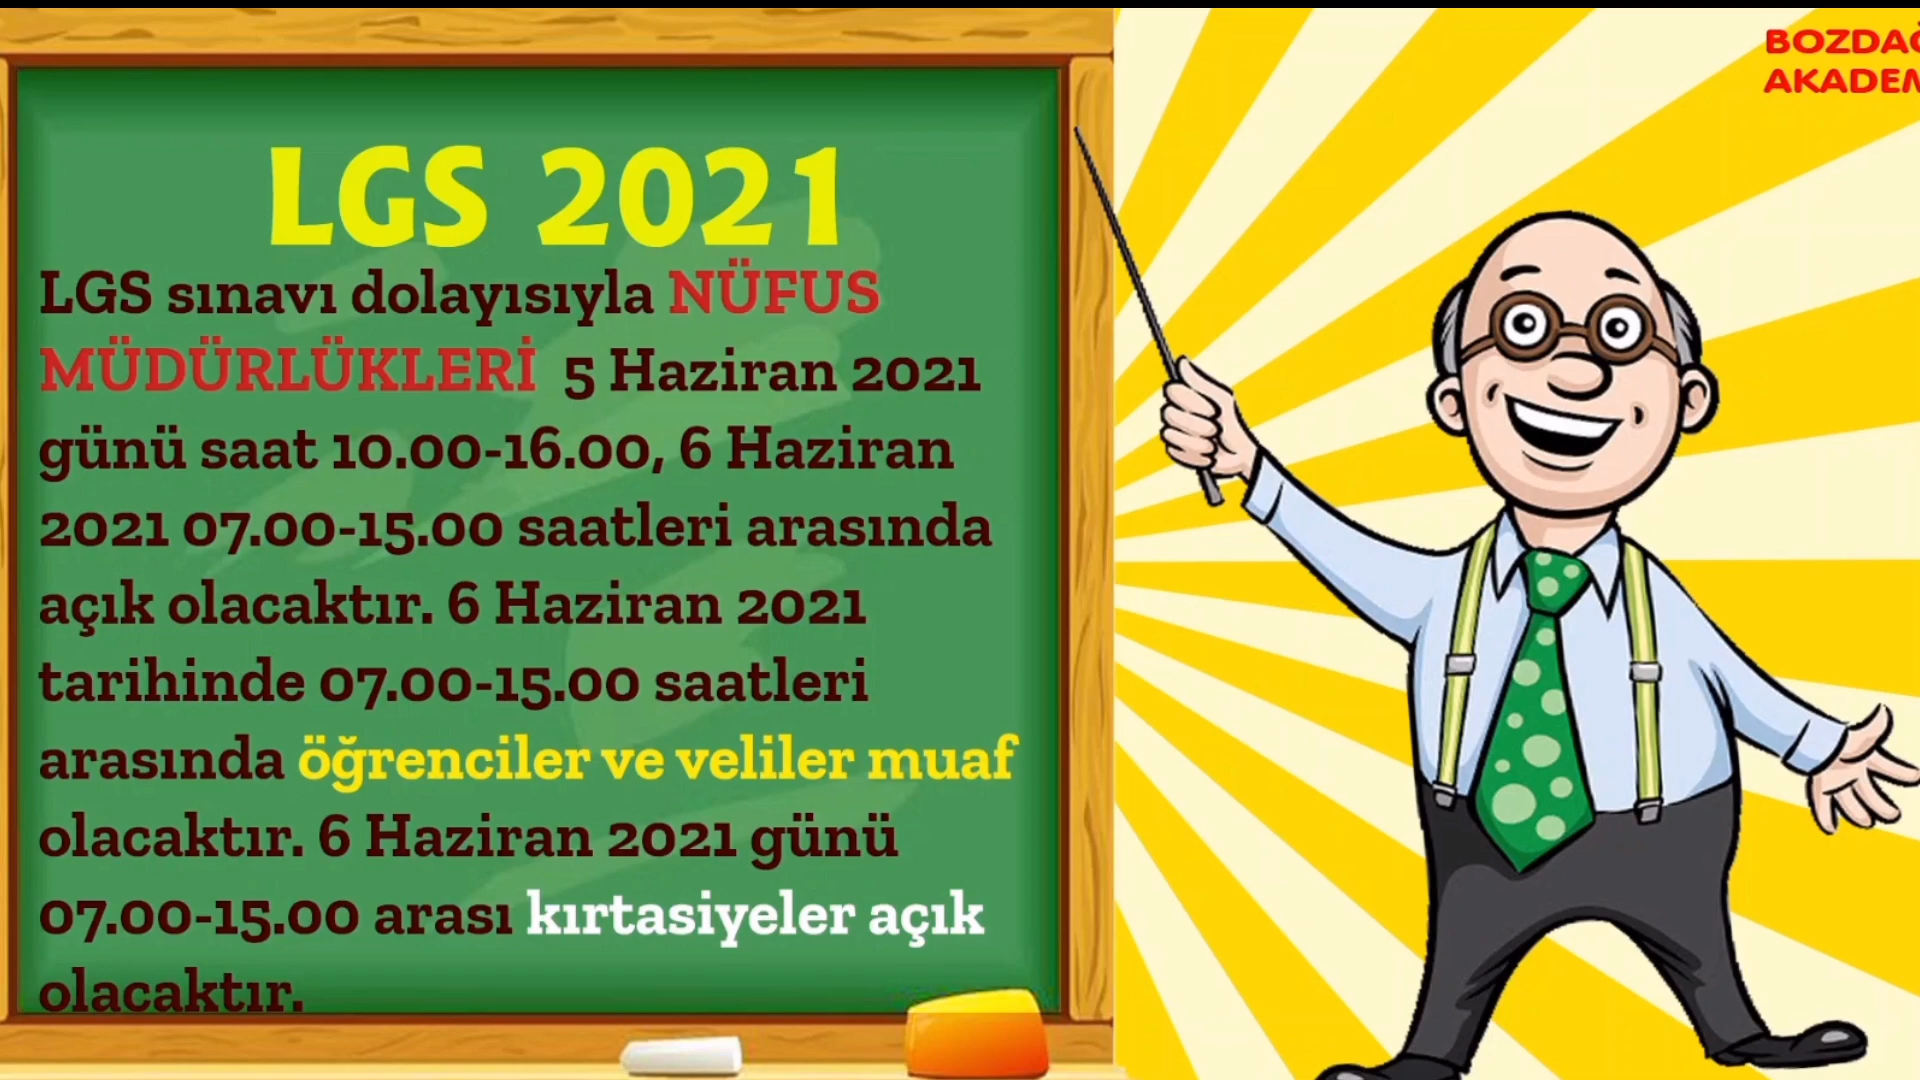 LGS 2021
LGS sınavı dolayısıyla NÜFUS
MÜDÜRLÜKLERİ 5 Haziran 2021
günü saat 10.00-16.00, 6 Haziran
2021 07.00-15.00 saatleri arasında
açık olacaktır. 6 Haziran 2021
tarihinde 07.00-15.00 saatleri
arasında öğrenciler ve veliler muaf
olacaktır. 6 Haziran 2021 günü
07.00-15.00 arası kırtasiyeler açık
olacaktır.